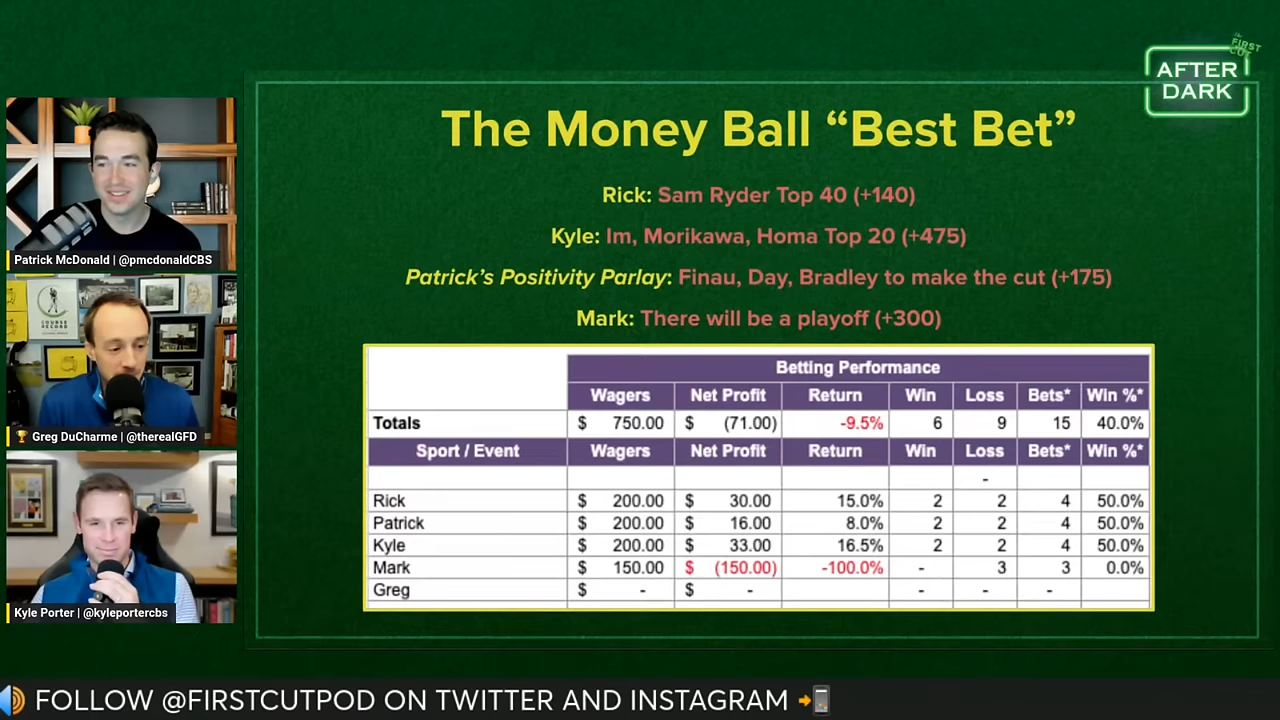 The FIRST CUT
AFTER DARK
The Money Ball “Best Bet”
Rick: Sam Ryder Top 40 (+140)
Kyle: Im, Morikawa, Homa Top 20 (+475)
Patrick’s Positivity Parlay: Finau, Day, Bradley to make the cut (+175)
Mark: There will be a playoff (+300)
Patrick McDonald | @pmcdonaldCBS
COURSE RECORD
Greg DuCharme | @therealGFD
Kyle Porter | @kyleportercbs
Betting Performance
Wagers Net Profit Return Win Loss Bets* Win %*
Totals $ 750.00 $ (71.00) -9.5% 6 9 15 40.0%
Sport / Event Wagers Net Profit Return Win Loss Bets* Win %*
-
Rick $ 200.00 $ 30.00 15.0% 2 2 4 50.0%
Patrick $ 200.00 $ 16.00 8.0% 2 2 4 50.0%
Kyle $ 200.00 $ 33.00 16.5% 2 2 4 50.0%
Mark $ 150.00 $ (150.00) -100.0% - 3 3 0.0%
Greg $ - $ - - - -
FOLLOW @FIRSTCUTPOD ON TWITTER AND INSTAGRAM